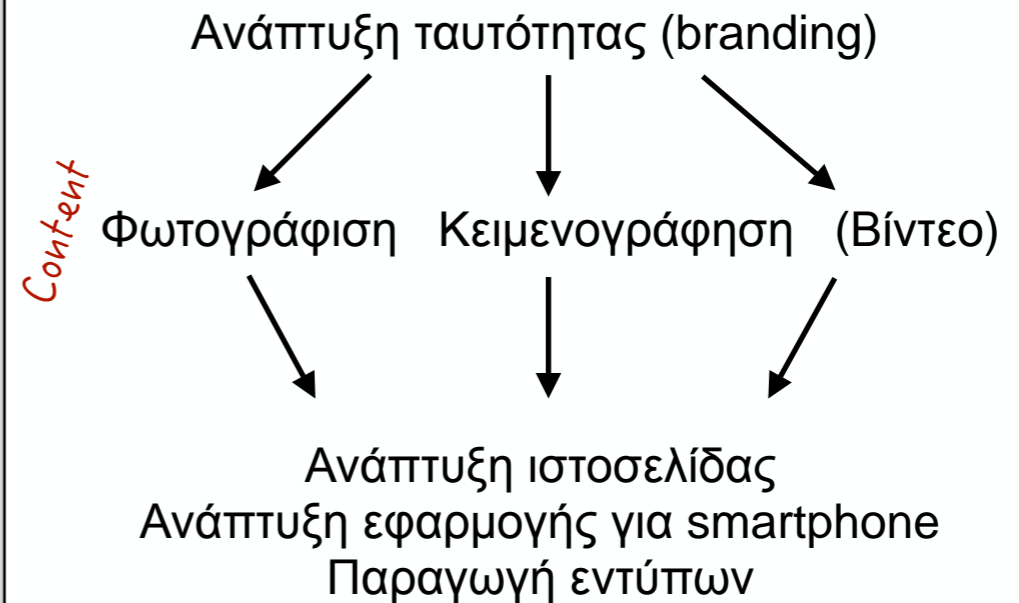 Ανάπτυξη ταυτότητας (branding)
Content
Φωτογράφιση Κειμενογράφηση (Βίντεο)
Ανάπτυξη ιστοσελίδας
Ανάπτυξη εφαρμογής για smartphone
Παραγωγή εντύπων